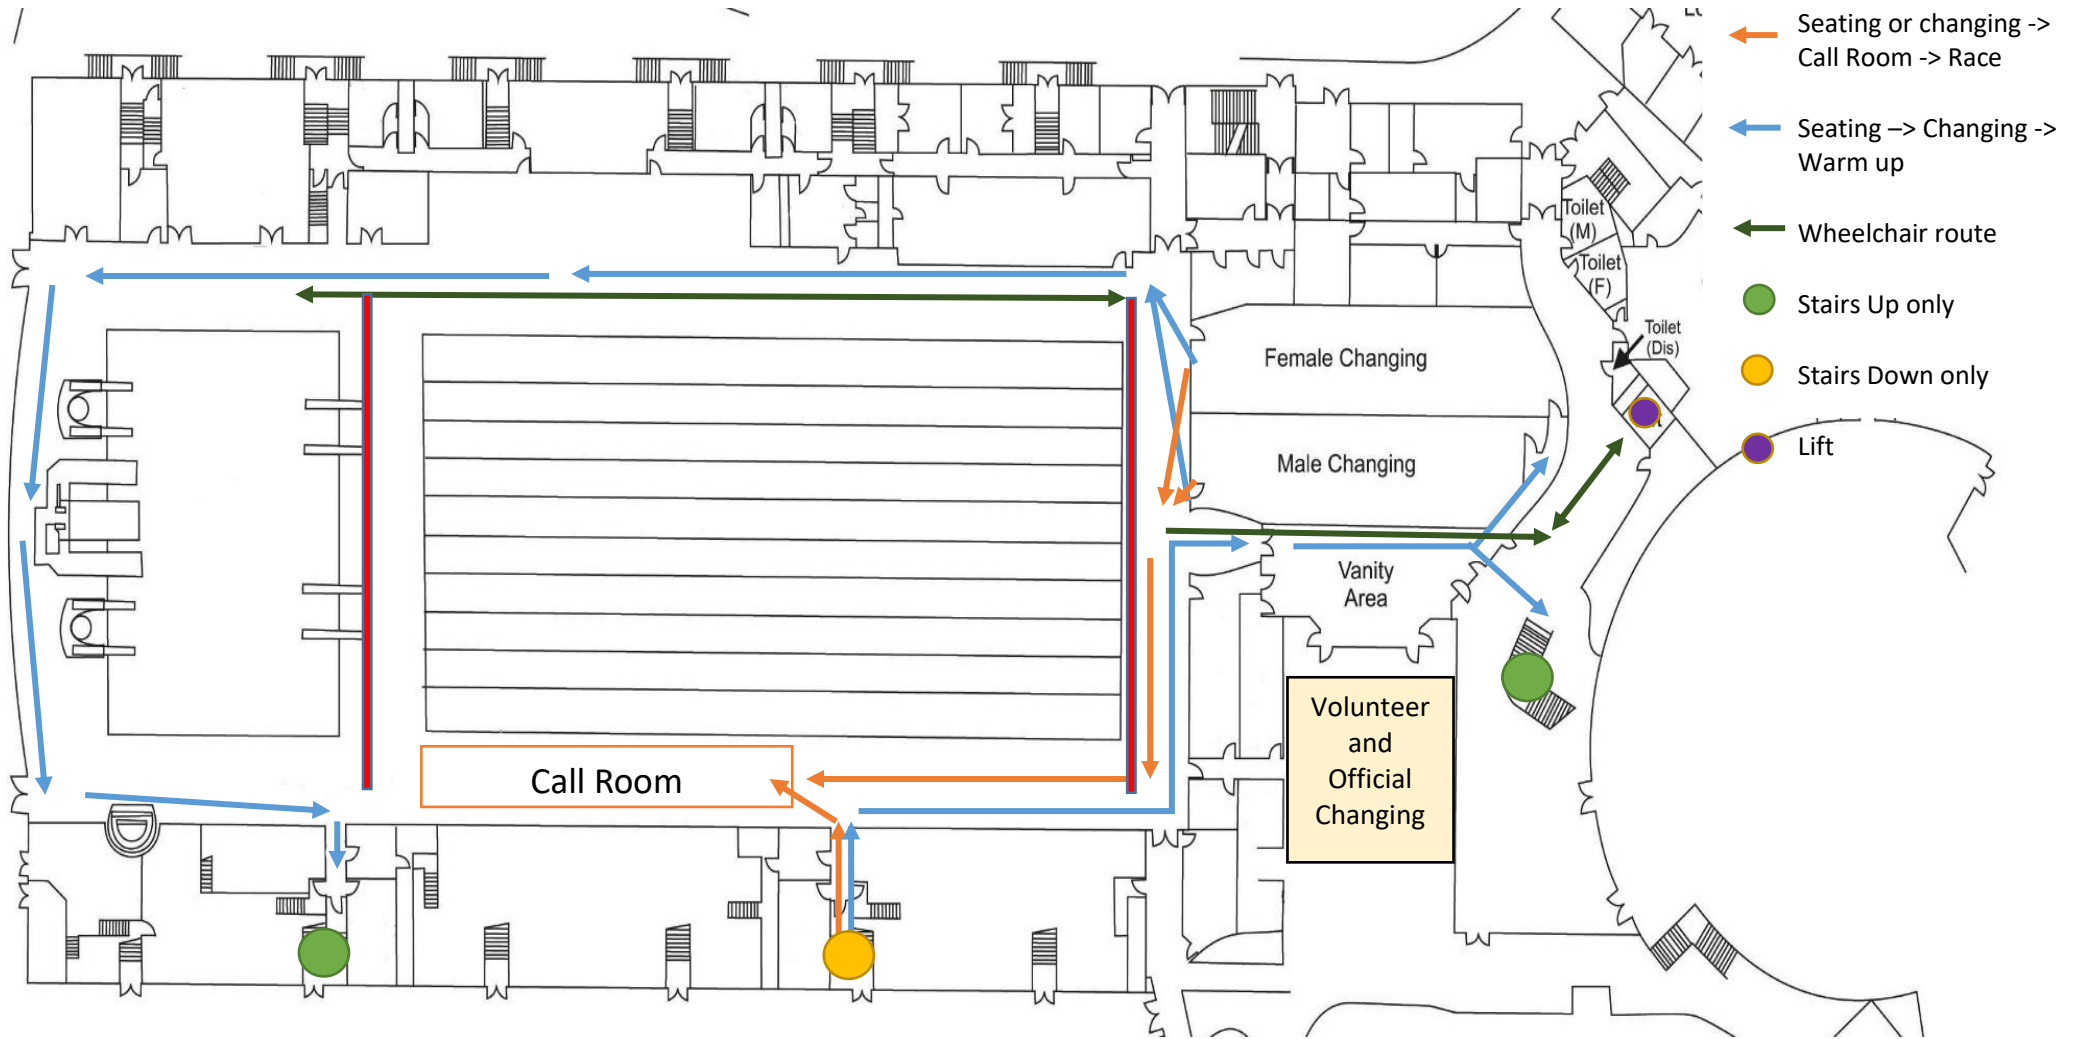 Seating or changing ->
Call Room -> Race
Seating –> Changing ->
Warm up
Wheelchair route
Stairs Up only
Stairs Down only
Lift
Toilet
(M)
Toilet
(F)
Toilet
(Dis)
Female Changing
Male Changing
Vanity
Area
Volunteer
and
Official
Changing
Call Room